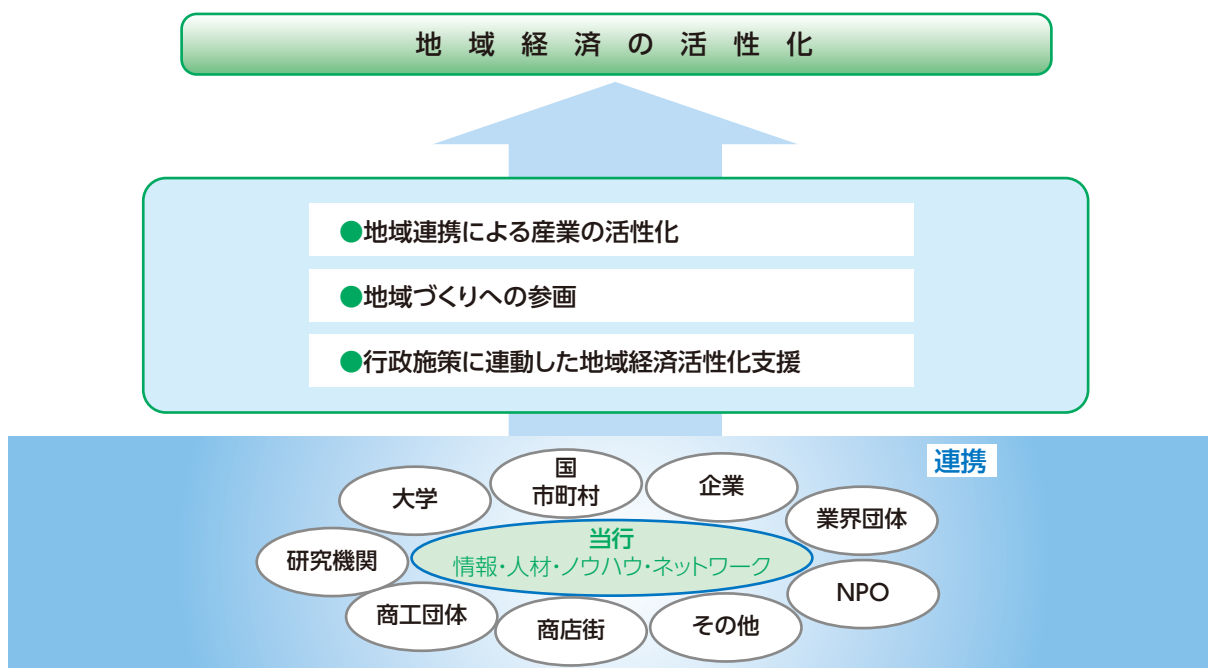 地域経済の活性化
●地域連携による産業の活性化
●地域づくりへの参画
●行政施策に連動した地域経済活性化支援
連携
国
市町村
企業
大学
業界団体
当行
情報・人材・ノウハウ・ネットワーク
研究機関
NPO
商工団体
商店街
その他